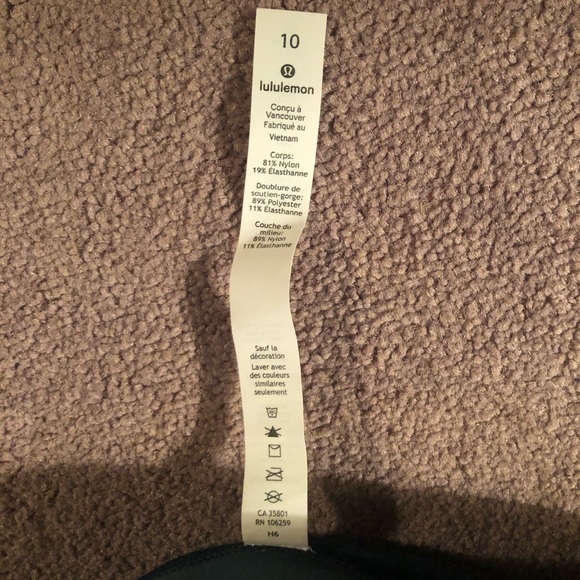 10
lululemon
Conçu à
Vancouver
Fabriqué au
Vietnam
Corps:
81% Nylon
19% Élasthanne
Doublure de
soutien-gorge:
89% Polyester
11% Élasthanne
Couche du
milieu:
89% Nylon
11% Élasthanne
Sauf la
décoration
Laver avec
des couleurs
similaires
seulement
CA 35801
RN 106259
H6